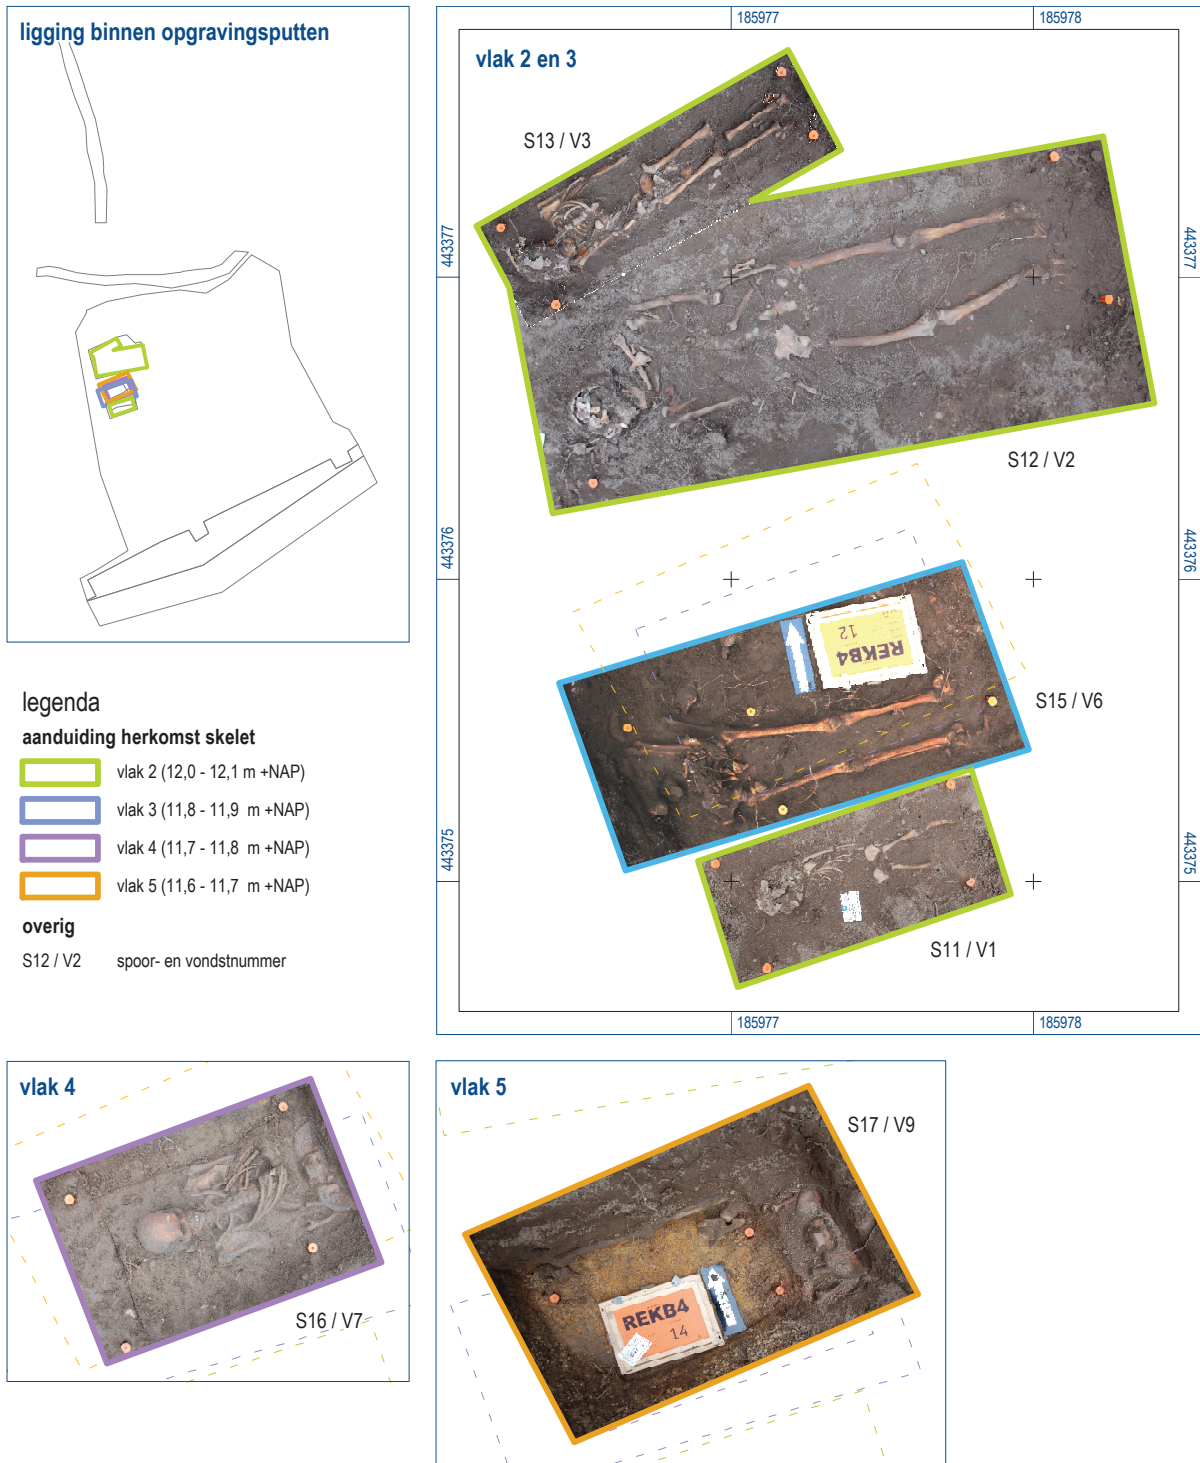 ligging binnen opgravingsputten
185977
185978
vlak 2 en 3
S13 / V3
443377
443377
S12 / V2
443376
443376
12
REKB4
S15 / V6
443375
443375
S11 / V1
185977
185978
legenda
aanduiding herkomst skelet
vlak 2 (12,0 - 12,1 m +NAP)
vlak 3 (11,8 - 11,9 m +NAP)
vlak 4 (11,7 - 11,8 m +NAP)
vlak 5 (11,6 - 11,7 m +NAP)
overig
S12 / V2 spoor- en vondstnummer
vlak 4
S16 / V7
vlak 5
S17 / V9
REKB4
14